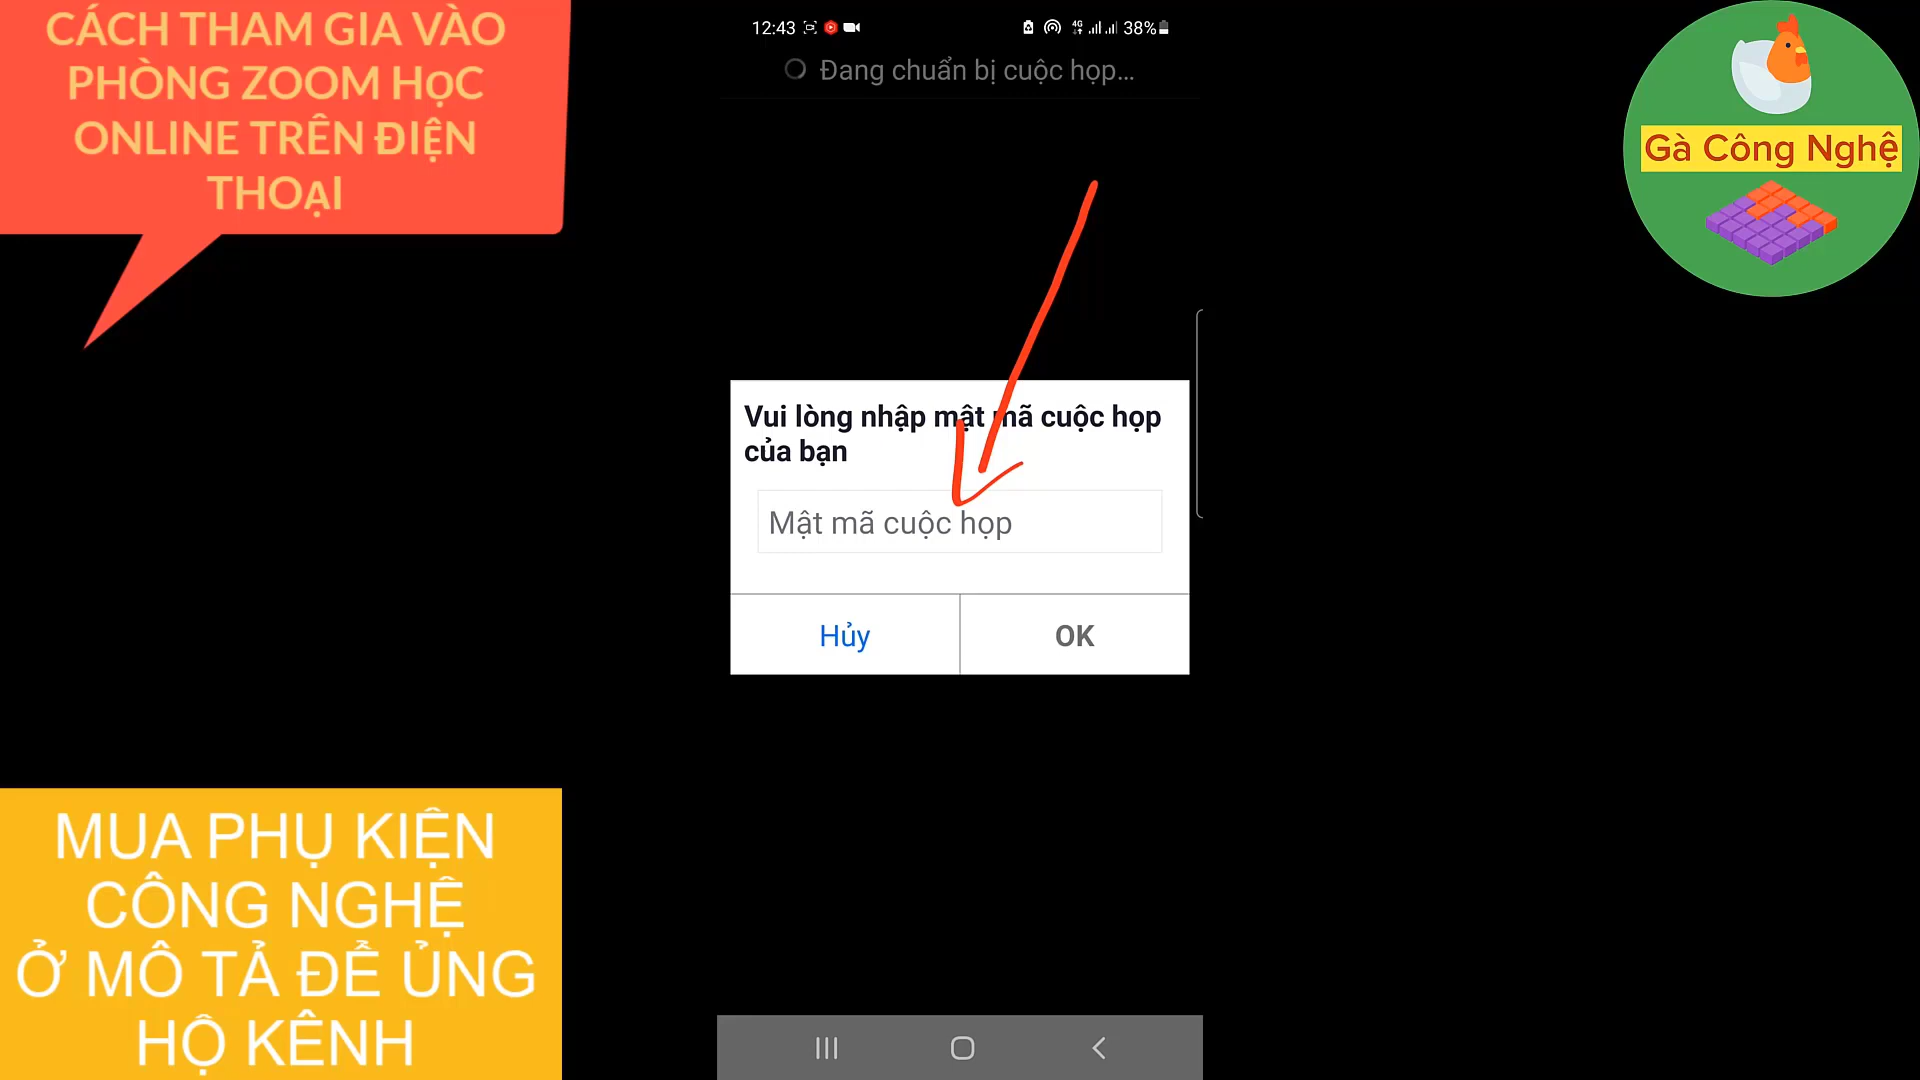 CÁCH THAM GIA VÀO
PHÒNG ZOOM HỌC
ONLINE TRÊN ĐIỆN
THOẠI
12:43
4G
38%
Đang chuẩn bị cuộc họp...
Gà Công Nghệ
Vui lòng nhập mật mã cuộc họp
của bạn
Mật mã cuộc họp
Hủy
OK
MUA PHỤ KIỆN
CÔNG NGHỆ
Ở MÔ TẢ ĐỂ ỦNG
HỘ KÊNH